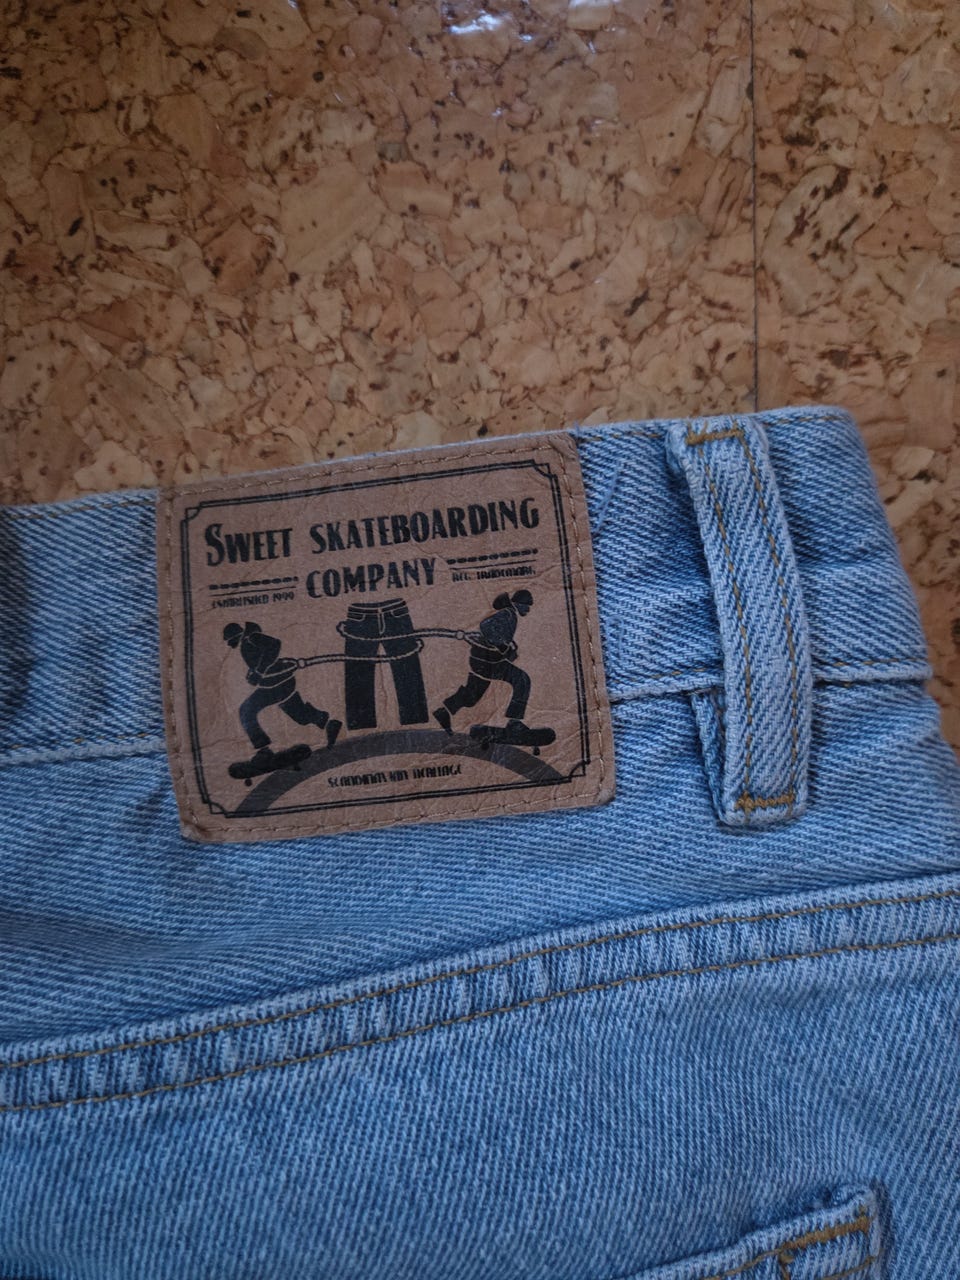 SWEET SKATEBOARDING
COMPANY
ESTABLISHED 1999
REG. TRADEMARK
SCANDINAVIAN HERITAGE